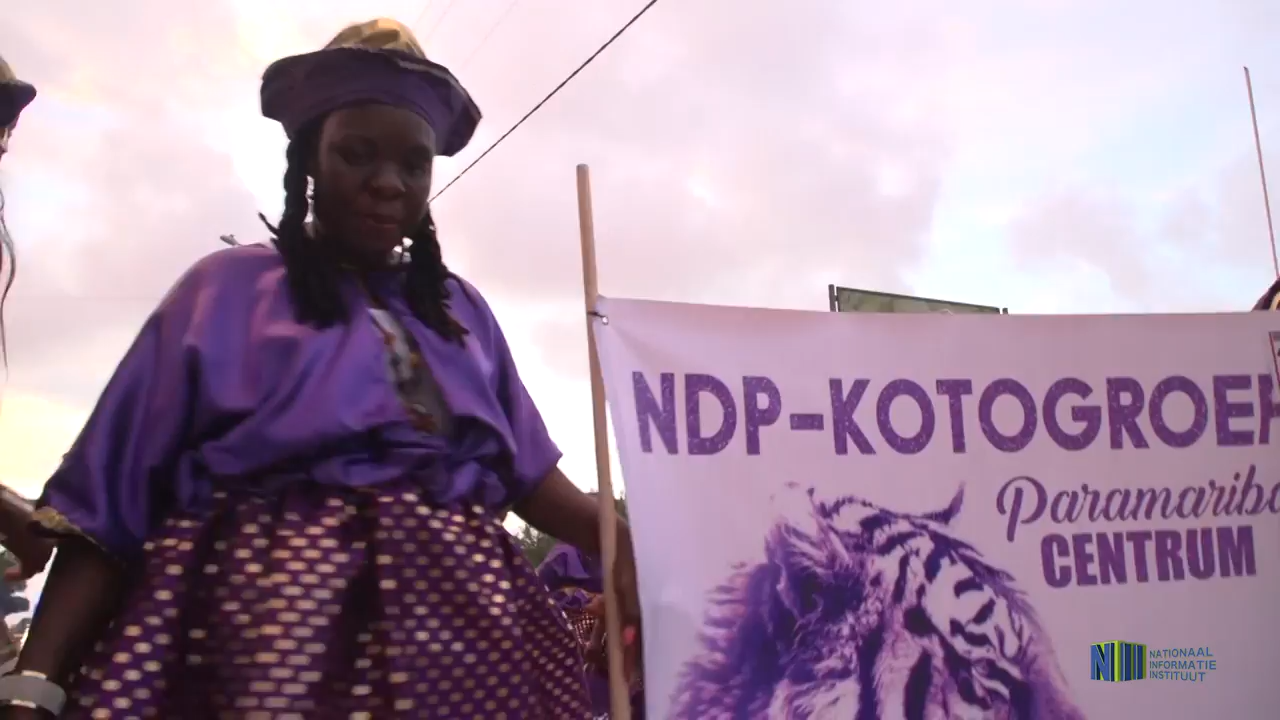 NDP-KOTOGROEP
Paramaribo
CENTRUM
NATIONAAL
INFORMATIE
INSTITUUT